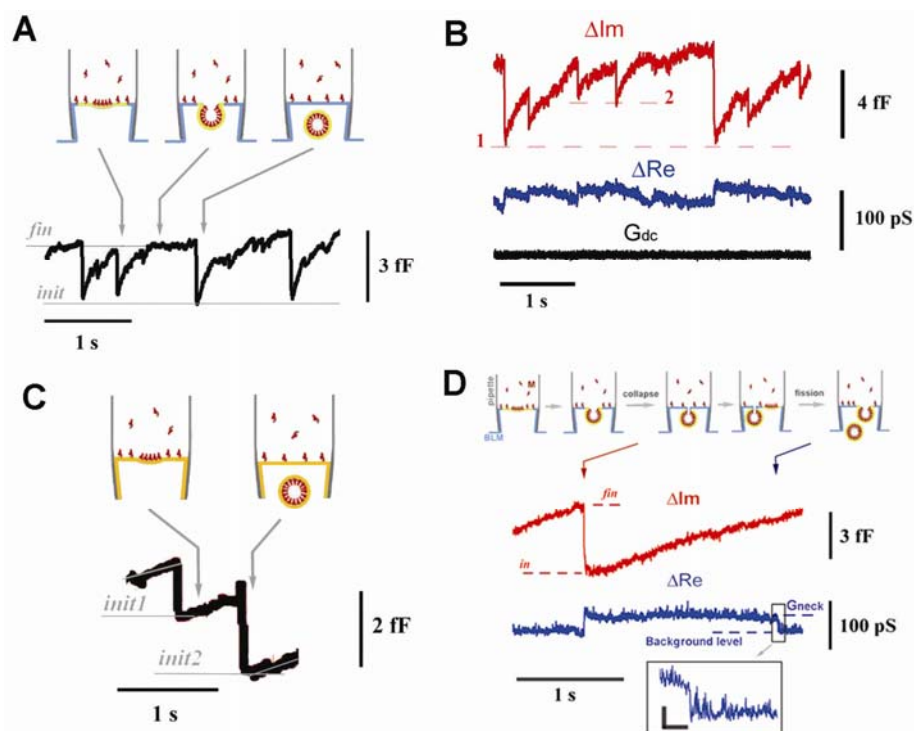 A
fin
init
3 fF
1 s
B
ΔIm
2
1
4 fF
ΔRe
100 pS
Gdc
1 s
C
init1
init2
2 fF
1 s
D
pipette
M
BLM
collapse
fission
ΔIm
fin
in
3 fF
ΔRe
Gneck
Background level
100 pS
1 s